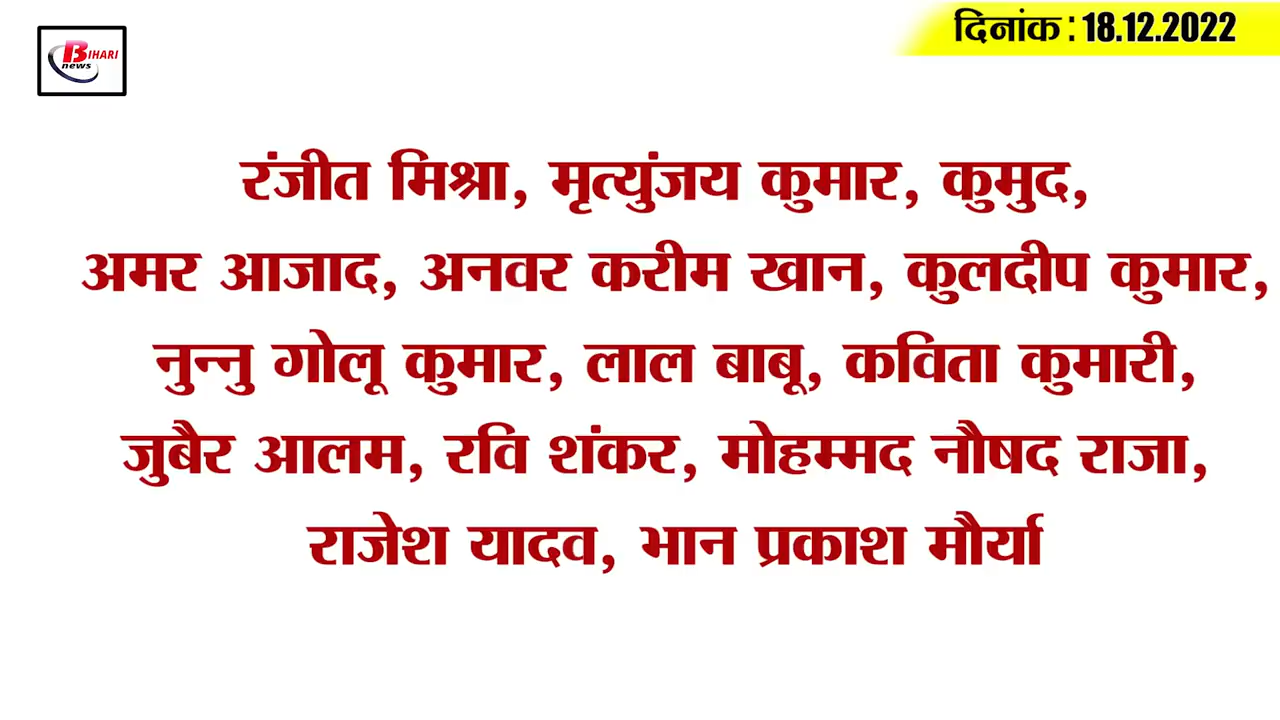 BIHARI
news
दिनांक : 18.12.2022
रंजीत मिश्रा, मृत्युंजय कुमार, कुमुद,
अमर आजाद, अनवर करीम खान, कुलदीप कुमार,
नुन्नु गोलू कुमार, लाल बाबू, कविता कुमारी,
जुबैर आलम, रवि शंकर, मोहम्मद नौषद राजा,
राजेश यादव, भान प्रकाश मौर्या